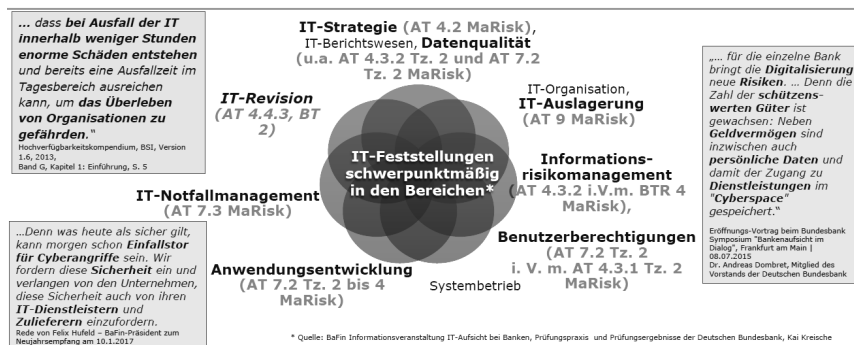 ... dass bei Ausfall der IT
innerhalb weniger Stunden
enorme Schäden entstehen
und bereits eine Ausfallzeit im
Tagesbereich ausreichen
kann, um das Überleben
von Organisationen zu
gefährden."
Hochverfügbarkeitskompendium, BSI, Version
1.6, 2013,
Band G, Kapitel 1: Einführung, S. 5
IT-Strategie (AT 4.2 MaRisk),
IT-Berichtswesen, Datenqualität
(u.a. AT 4.3.2 Tz. 2 und AT 7.2
Tz. 2 MaRisk)
IT-Revision
(AT 4.4.3, BT
2)
IT-Organisation,
IT-Auslagerung
(AT 9 MaRisk)
IT-Feststellungen
schwerpunktmäßig
in den Bereichen*
Informations-
risikomanagement
(AT 4.3.2 i.V.m. BTR 4
MaRisk),
IT-Notfallmanagement
(AT 7.3 MaRisk)
Benutzerberechtigungen
(AT 7.2 Tz. 2
i. V. m. AT 4.3.1 Tz. 2
MaRisk)
Anwendungsentwicklung
(AT 7.2 Tz. 2 bis 4
MaRisk)
Systembetrieb
„... für die einzelne Bank
bringt die Digitalisierung
neue Risiken. ... Denn die
Zahl der schützens-
werten Güter ist
gewachsen: Neben
Geldvermögen sind
inzwischen auch
persönliche Daten und
damit der Zugang zu
Dienstleistungen im
"Cyberspace"
gespeichert."
Eröffnungs-Vortrag beim Bundesbank
Symposium "Bankenaufsicht im
Dialog", Frankfurt am Main |
08.07.2015
Dr. Andreas Dombret, Mitglied des
Vorstands der Deutschen Bundesbank
...Denn was heute als sicher gilt,
kann morgen schon Einfallstor
für Cyberangriffe sein. Wir
fordern diese Sicherheit ein und
verlangen von den Unternehmen,
diese Sicherheit auch von ihren
IT-Dienstleistern und
Zulieferern einzufordern.
Rede von Felix Hufeld – BaFin-Präsident zum
Neujahrsempfang am 10.1.2017
* Quelle: BaFin Informationsveranstaltung IT-Aufsicht bei Banken, Prüfungspraxis und Prüfungsergebnisse der Deutschen Bundesbank, Kai Kreische